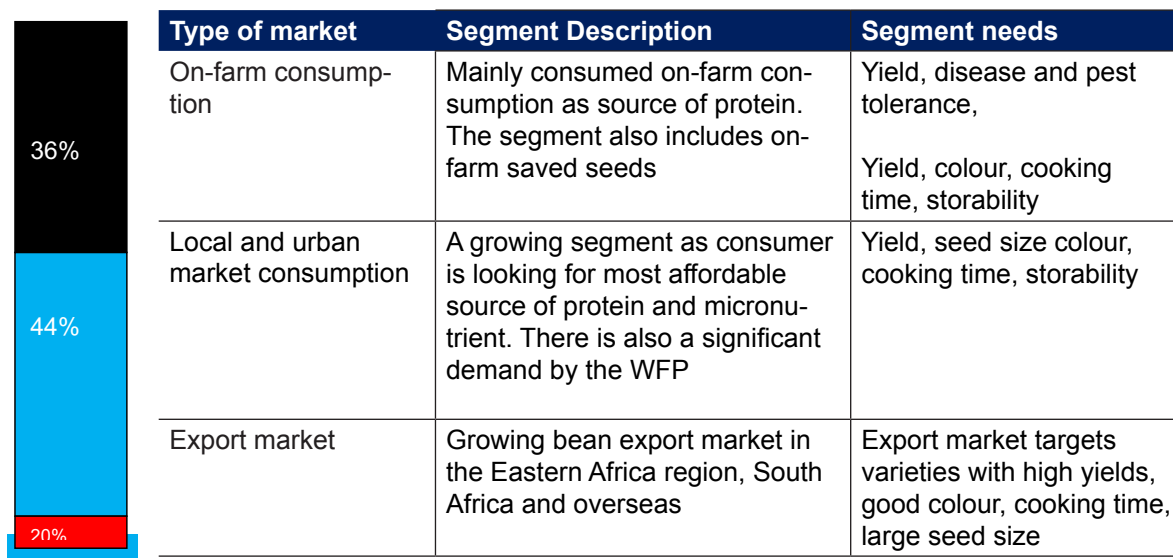 Type of market
Segment Description
Segment needs
36%
On-farm consump-
tion
Mainly consumed on-farm con-
sumption as source of protein.
The segment also includes on-
farm saved seeds
Yield, disease and pest
tolerance,
Yield, colour, cooking
time, storability
44%
Local and urban
market consumption
A growing segment as consumer
is looking for most affordable
source of protein and micronu-
trient. There is also a significant
demand by the WFP
Yield, seed size colour,
cooking time, storability
20%
Export market
Growing bean export market in
the Eastern Africa region, South
Africa and overseas
Export market targets
varieties with high yields,
good colour, cooking time,
large seed size